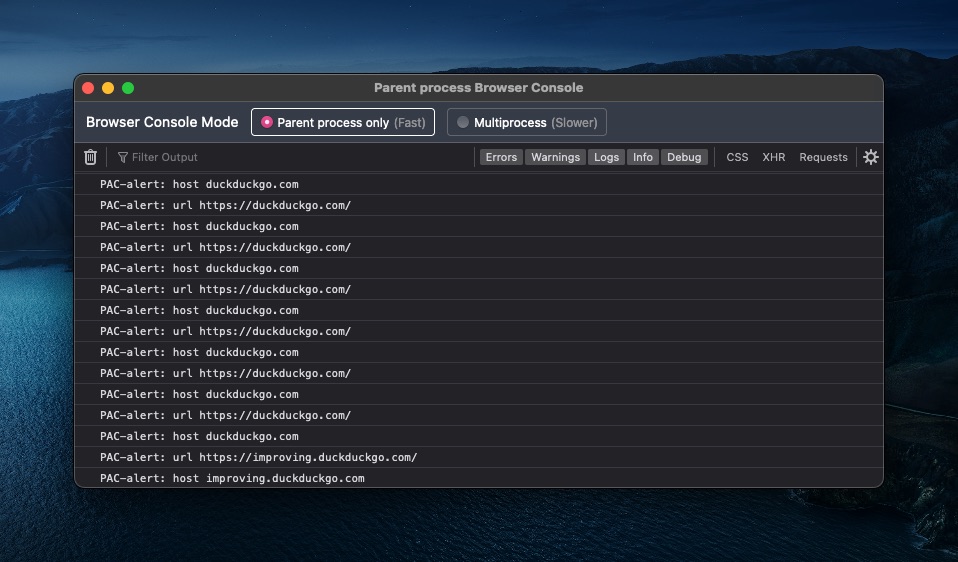 Parent process Browser Console
Browser Console Mode Parent process only (Fast) Multiprocess (Slower)
Filter Output Errors Warnings Logs Info Debug CSS XHR Requests
PAC-alert: host duckduckgo.com
PAC-alert: url https://duckduckgo.com/
PAC-alert: host duckduckgo.com
PAC-alert: url https://duckduckgo.com/
PAC-alert: host duckduckgo.com
PAC-alert: url https://duckduckgo.com/
PAC-alert: host duckduckgo.com
PAC-alert: url https://duckduckgo.com/
PAC-alert: host duckduckgo.com
PAC-alert: url https://duckduckgo.com/
PAC-alert: host duckduckgo.com
PAC-alert: url https://duckduckgo.com/
PAC-alert: host duckduckgo.com
PAC-alert: url https://improving.duckduckgo.com/
PAC-alert: host improving.duckduckgo.com